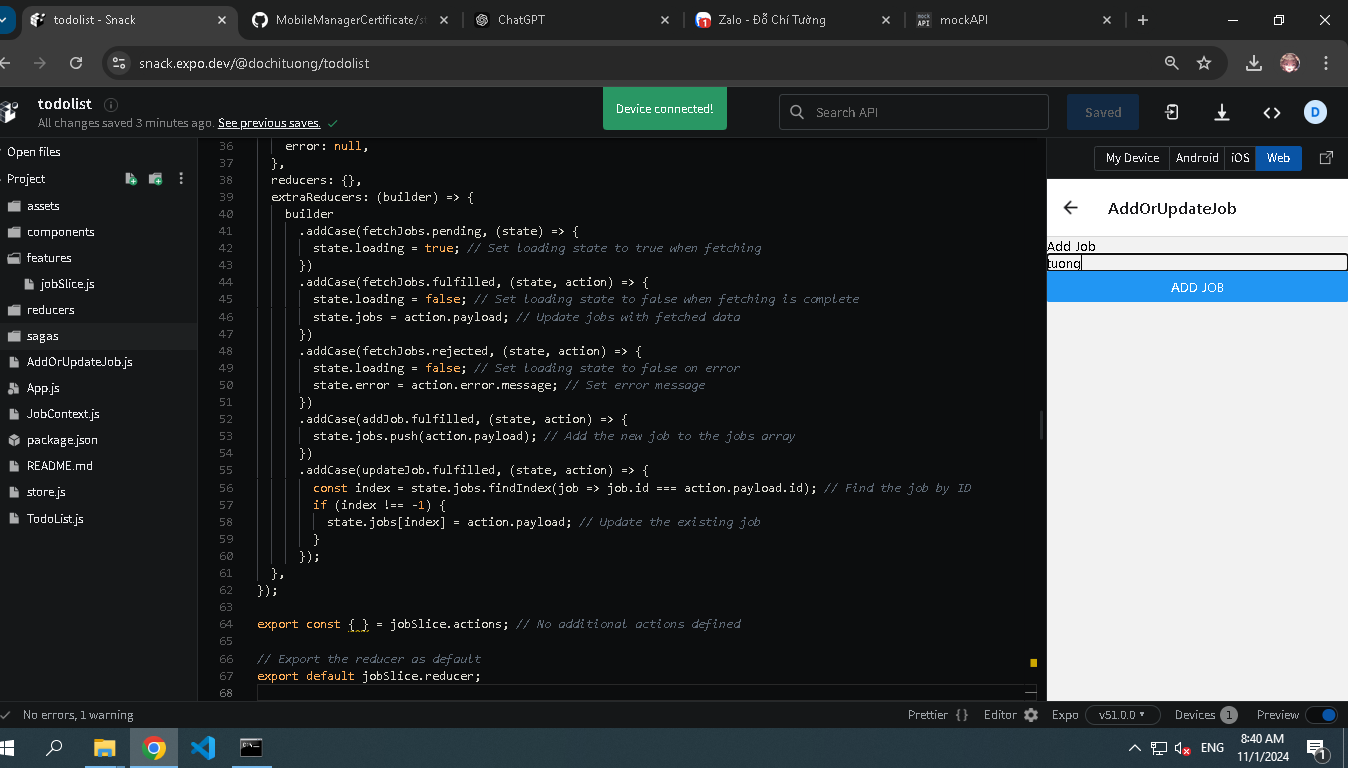 todolist - Snack
MobileManagerCertificate/st
ChatGPT
Zalo - Đỗ Chí Tường
mockAPI
snack.expo.dev/@dochituong/todolist
todolist
All changes saved 3 minutes ago. See previous saves.
Device connected!
Search API
Saved
D
Open files
Project
assets
components
features
jobSlice.js
reducers
sagas
AddOrUpdateJob.js
App.js
JobContext.js
package.json
README.md
store.js
TodoList.js
36 error: null,
37 },
38 reducers: {},
39 extraReducers: (builder) => {
40 builder
41 .addCase(fetchJobs.pending, (state) => {
42 state.loading = true; // Set loading state to true when fetching
43 })
44 .addCase(fetchJobs.fulfilled, (state, action) => {
45 state.loading = false; // Set loading state to false when fetching is complete
46 state.jobs = action.payload; // Update jobs with fetched data
47 })
48 .addCase(fetchJobs.rejected, (state, action) => {
49 state.loading = false; // Set loading state to false on error
50 state.error = action.error.message; // Set error message
51 })
52 .addCase(addJob.fulfilled, (state, action) => {
53 state.jobs.push(action.payload); // Add the new job to the jobs array
54 })
55 .addCase(updateJob.fulfilled, (state, action) => {
56 const index = state.jobs.findIndex(job => job.id === action.payload.id); // Find the job by ID
57 if (index !== -1) {
58 state.jobs[index] = action.payload; // Update the existing job
59 }
60 });
61 },
62 });
63
64 export const { } = jobSlice.actions; // No additional actions defined
65
66 // Export the reducer as default
67 export default jobSlice.reducer;
68
My Device Android iOS Web
AddOrUpdateJob
Add Job
tuong
ADD JOB
No errors, 1 warning
Prettier { } Editor Expo v51.0.0 Devices 1 Preview
ENG
8:40 AM
11/1/2024
1